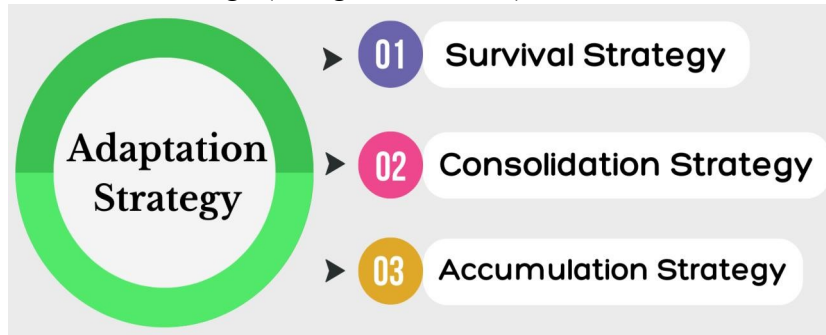 Adaptation
Strategy
01 Survival Strategy
02 Consolidation Strategy
03 Accumulation Strategy